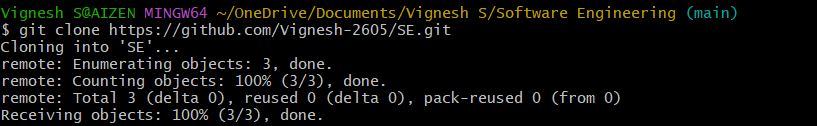 Vignesh S@AIZEN MINGW64 ~/OneDrive/Documents/Vignesh S/Software Engineering (main)
$ git clone https://github.com/Vignesh-2605/SE.git
Cloning into 'SE'...
remote: Enumerating objects: 3, done.
remote: Counting objects: 100% (3/3), done.
remote: Total 3 (delta 0), reused 0 (delta 0), pack-reused 0 (from 0)
Receiving objects: 100% (3/3), done.